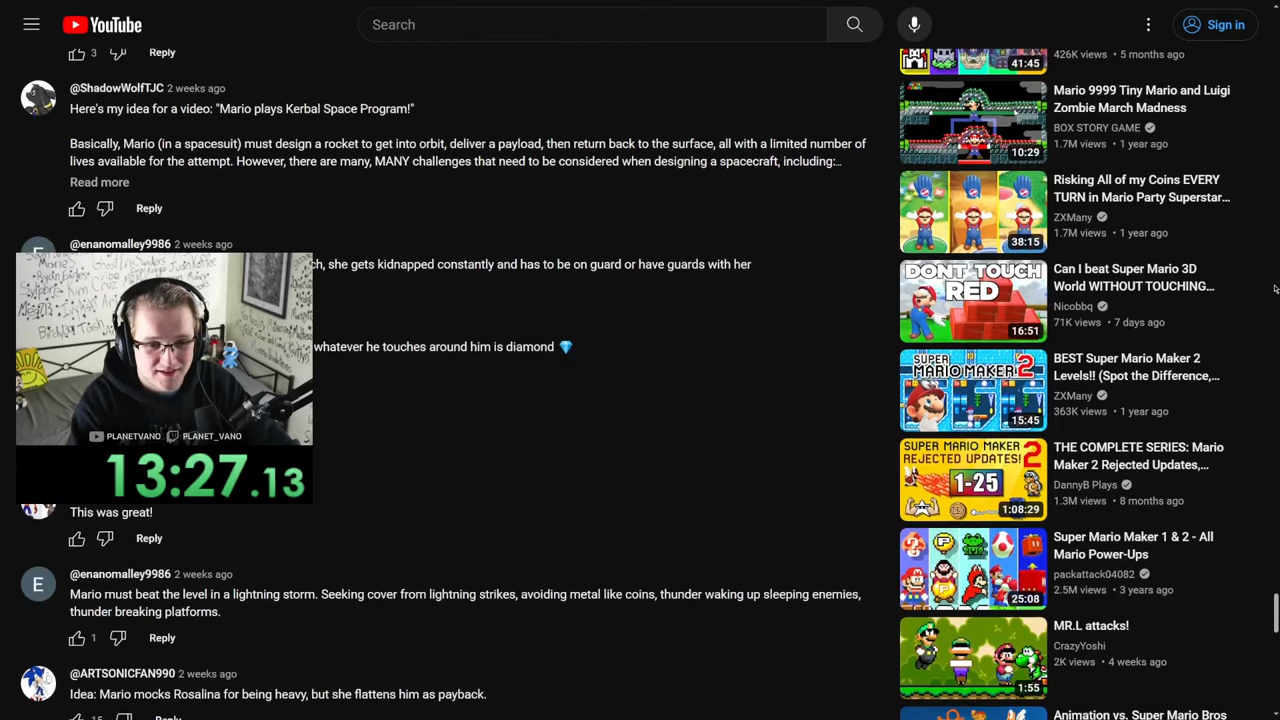 YouTube
Search
Sign in
3
Reply
@ShadowWolfTJC 2 weeks ago
Here's my idea for a video: "Mario plays Kerbal Space Program!"
Basically, Mario (in a spacesuit) must design a rocket to get into orbit, deliver a payload, then return back to the surface, all with a limited number of
lives available for the attempt. However, there are many, MANY challenges that need to be considered when designing a spacecraft, including:...
Read more
Reply
@enanomalley9986 2 weeks ago
ch, she gets kidnapped constantly and has to be on guard or have guards with her
whatever he touches around him is diamond 💎
PLANETVANO
PLANET_VANO
13:27.13
This was great!
Reply
E
@enanomalley9986 2 weeks ago
Mario must beat the level in a lightning storm. Seeking cover from lightning strikes, avoiding metal like coins, thunder waking up sleeping enemies,
thunder breaking platforms.
1
Reply
@ARTSONICFAN990 2 weeks ago
Idea: Mario mocks Rosalina for being heavy, but she flattens him as payback.
15
Reply
41:45
426K views • 5 months ago
10:29
Mario 9999 Tiny Mario and Luigi
Zombie March Madness
BOX STORY GAME
1.7M views • 1 year ago
38:15
Risking All of my Coins EVERY
TURN in Mario Party Superstar...
ZXMany
1.7M views • 1 year ago
DONT TOUCH
RED
16:51
Can I beat Super Mario 3D
World WITHOUT TOUCHING...
Nicobbq
71K views • 7 days ago
SUPER
MARIO MAKER 2
15:45
BEST Super Mario Maker 2
Levels!! (Spot the Difference,...
ZXMany
363K views • 1 year ago
SUPER MARIO MAKER 2
REJECTED UPDATES!
1-25
1:08:29
THE COMPLETE SERIES: Mario
Maker 2 Rejected Updates,...
DannyB Plays
1.3M views • 8 months ago
25:08
Super Mario Maker 1 & 2 - All
Mario Power-Ups
packattack04082
2.5M views • 3 years ago
1:55
MR.L attacks!
CrazyYoshi
2K views • 4 weeks ago
Animation vs. Super Mario Bros